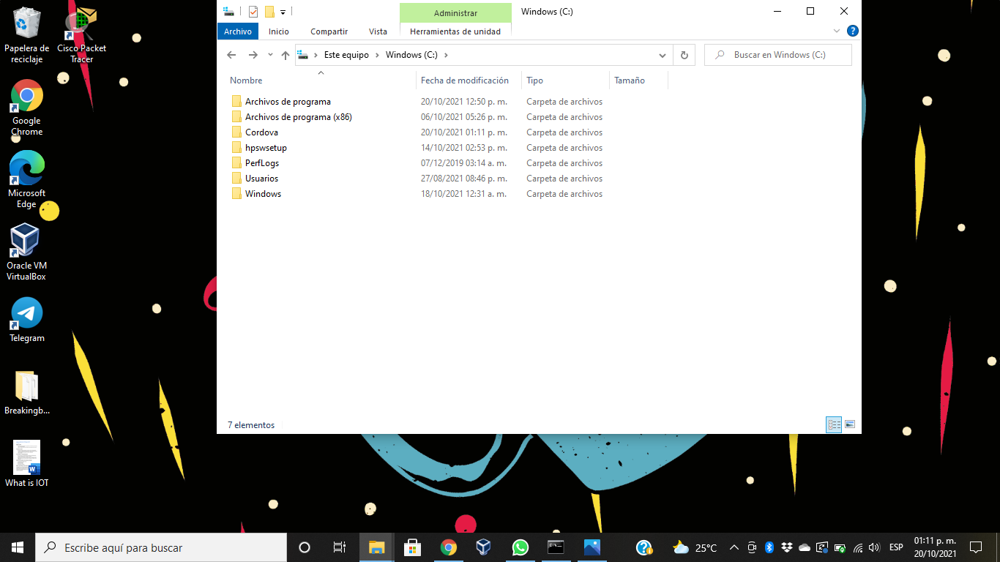 Papelera de
reciclaje
Cisco Packet
Tracer
Google
Chrome
Microsoft
Edge
Oracle VM
VirtualBox
Telegram
Breakingb...
What is IOT
Administrar
Windows (C:)
Archivo
Inicio
Compartir
Vista
Herramientas de unidad
Este equipo
Windows (C:)
Buscar en Windows (C:)
Nombre Fecha de modificación Tipo Tamaño
Archivos de programa 20/10/2021 12:50 p. m. Carpeta de archivos
Archivos de programa (x86) 06/10/2021 05:26 p. m. Carpeta de archivos
Cordova 20/10/2021 01:11 p. m. Carpeta de archivos
hpswsetup 14/10/2021 02:53 p. m. Carpeta de archivos
PerfLogs 07/12/2019 03:14 a. m. Carpeta de archivos
Usuarios 27/08/2021 08:46 p. m. Carpeta de archivos
Windows 18/10/2021 12:31 a. m. Carpeta de archivos
7 elementos
Escribe aquí para buscar
25°C
ESP
01:11 p. m.
20/10/2021